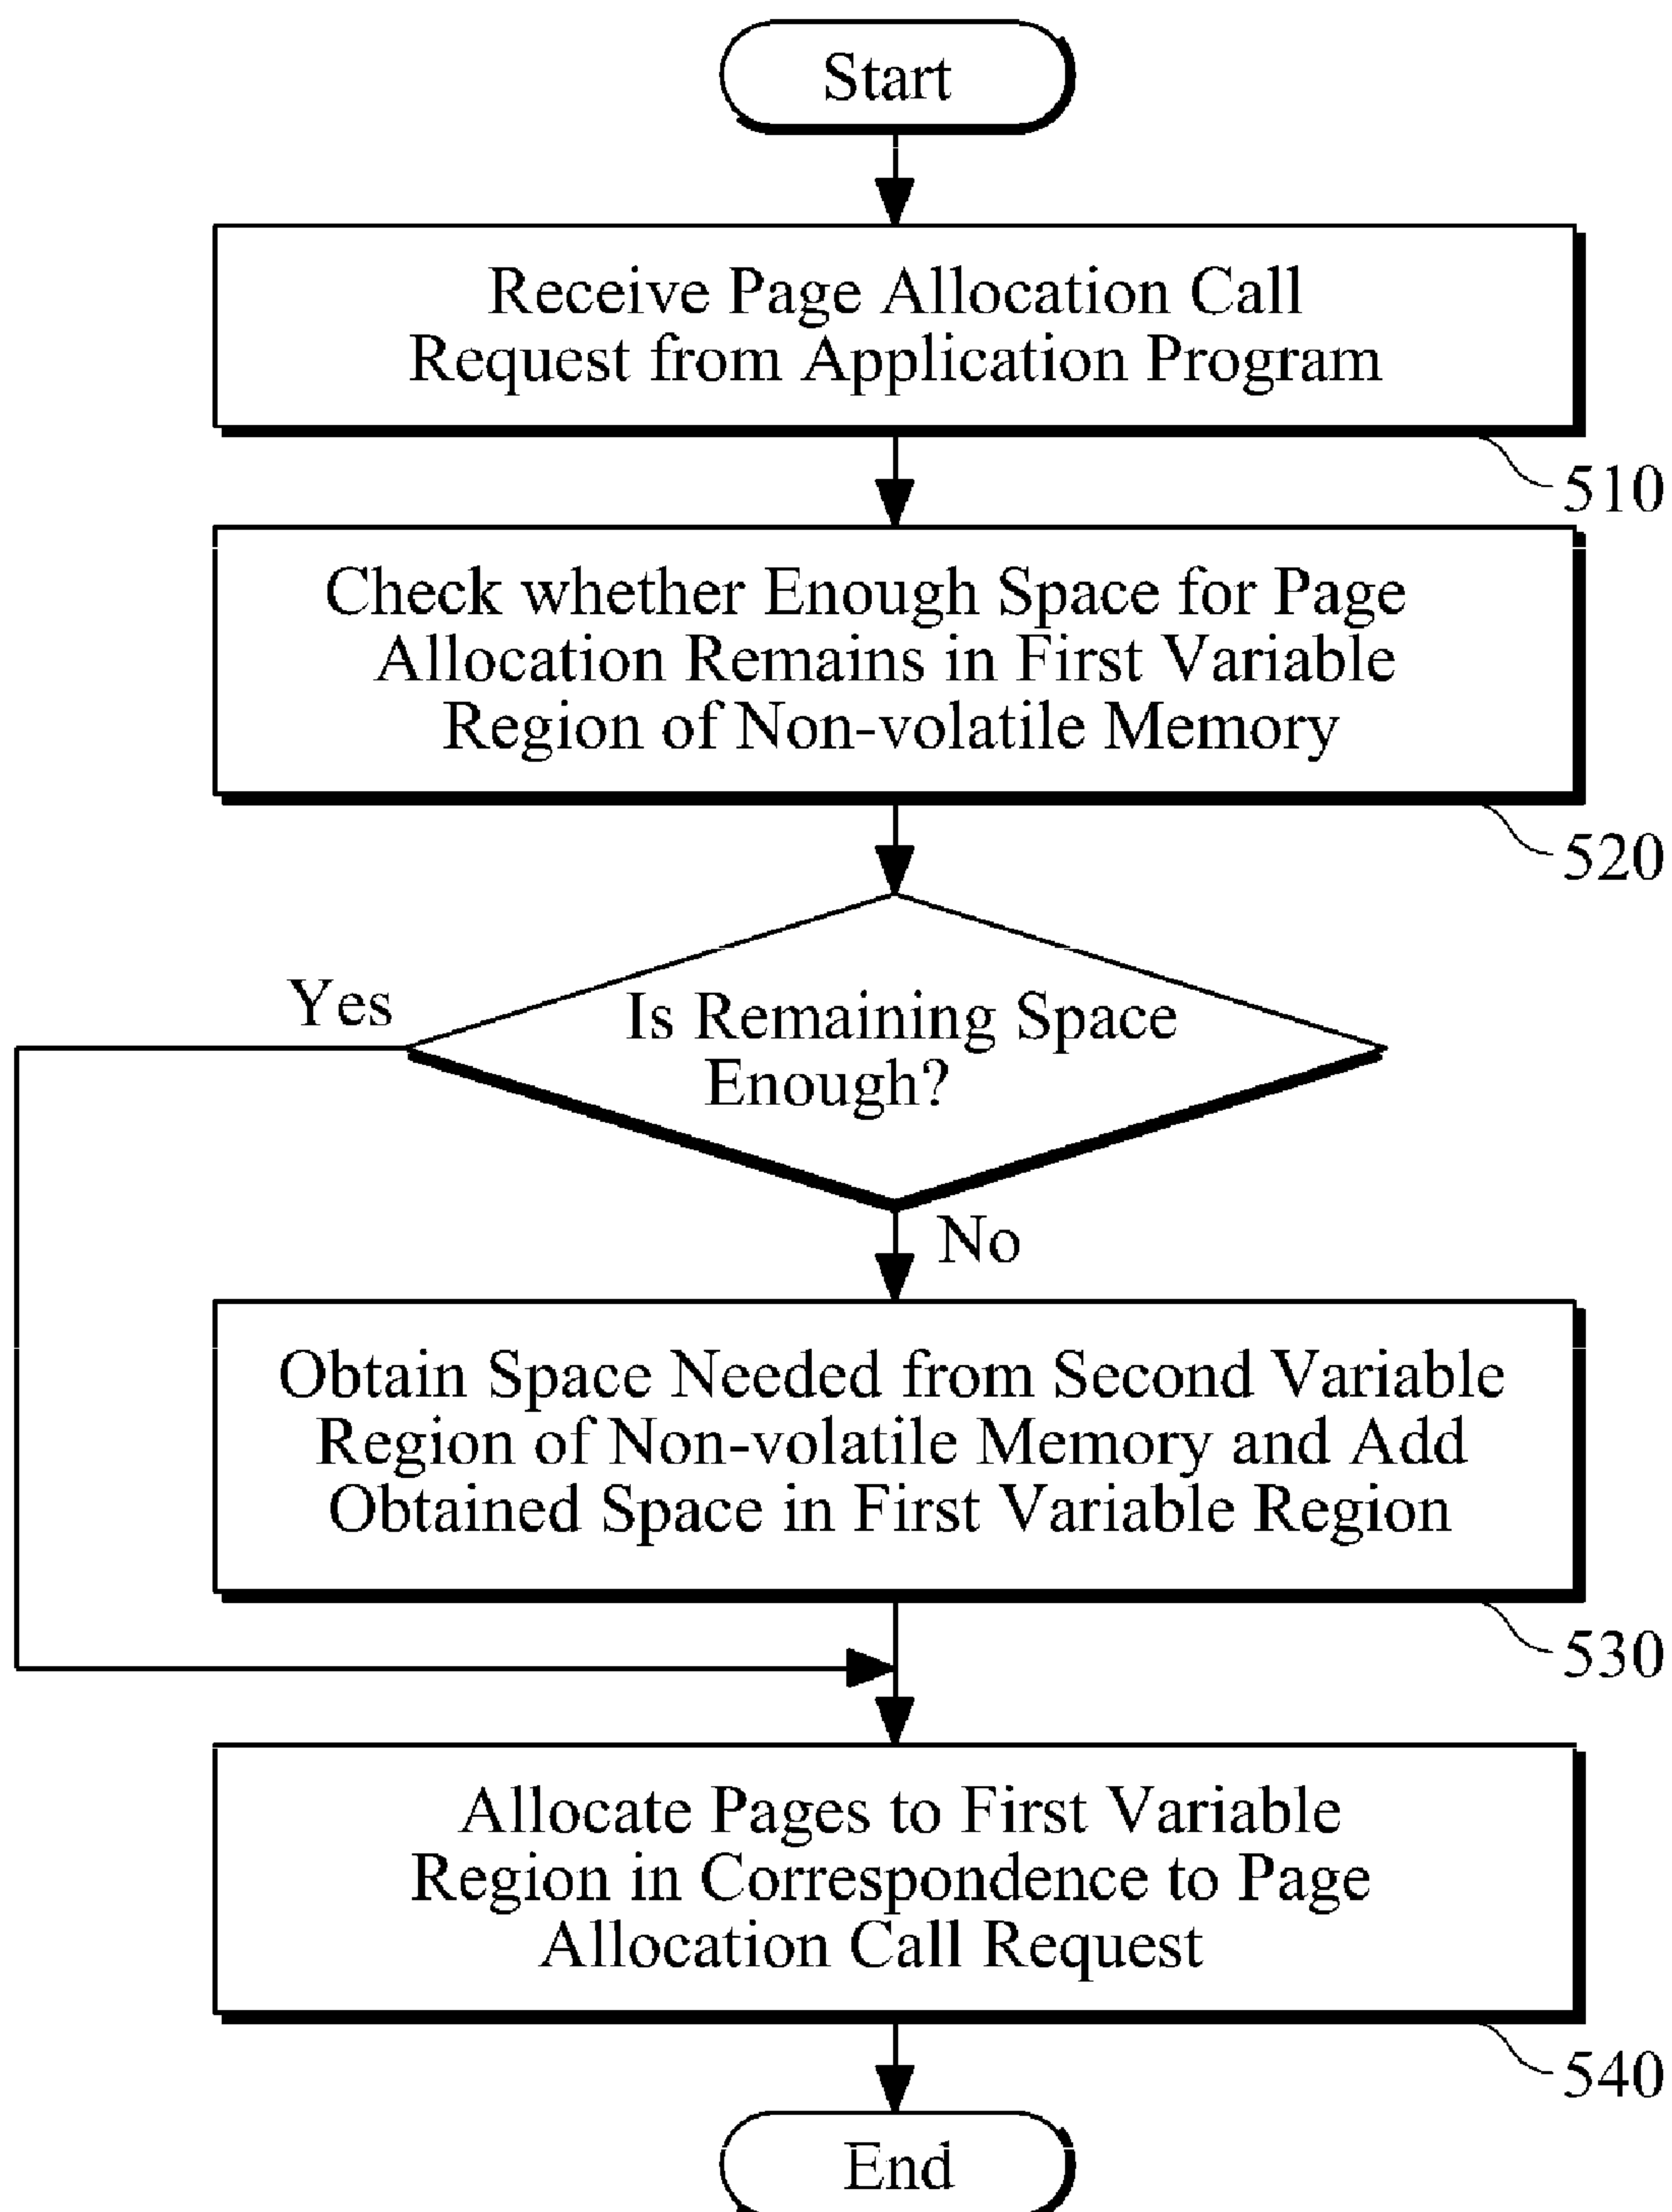 Start
Receive Page Allocation Call
Request from Application Program
510
Check whether Enough Space for Page
Allocation Remains in First Variable
Region of Non-volatile Memory
520
Yes
Is Remaining Space
Enough?
No
Obtain Space Needed from Second Variable
Region of Non-volatile Memory and Add
Obtained Space in First Variable Region
530
Allocate Pages to First Variable
Region in Correspondence to Page
Allocation Call Request
540
End